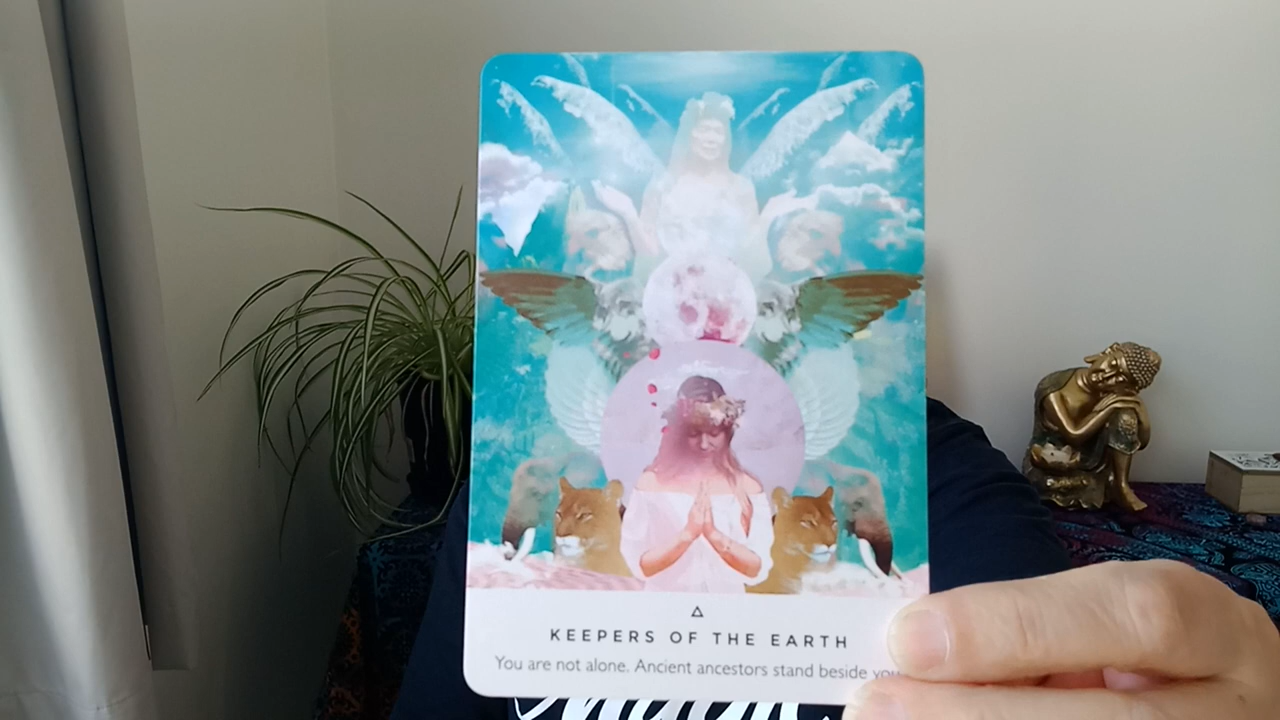 KEEPERS OF THE EARTH
You are not alone. Ancient ancestors stand beside you